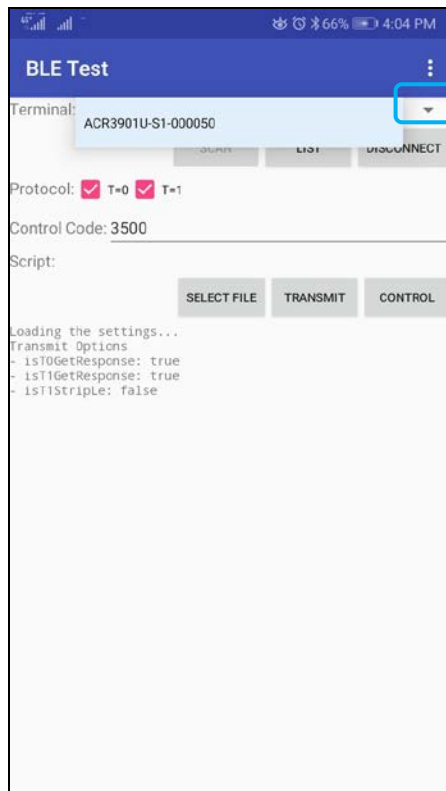 66% 4:04 PM
BLE Test
Terminal:
ACR3901U-S1-000050
SCAN LIST DISCONNECT
Protocol: T=0 T=1
Control Code: 3500
Script:
SELECT FILE TRANSMIT CONTROL
Loading the settings...
Transmit Options
- isT0GetResponse: true
- isT1GetResponse: true
- isT1StripLe: false